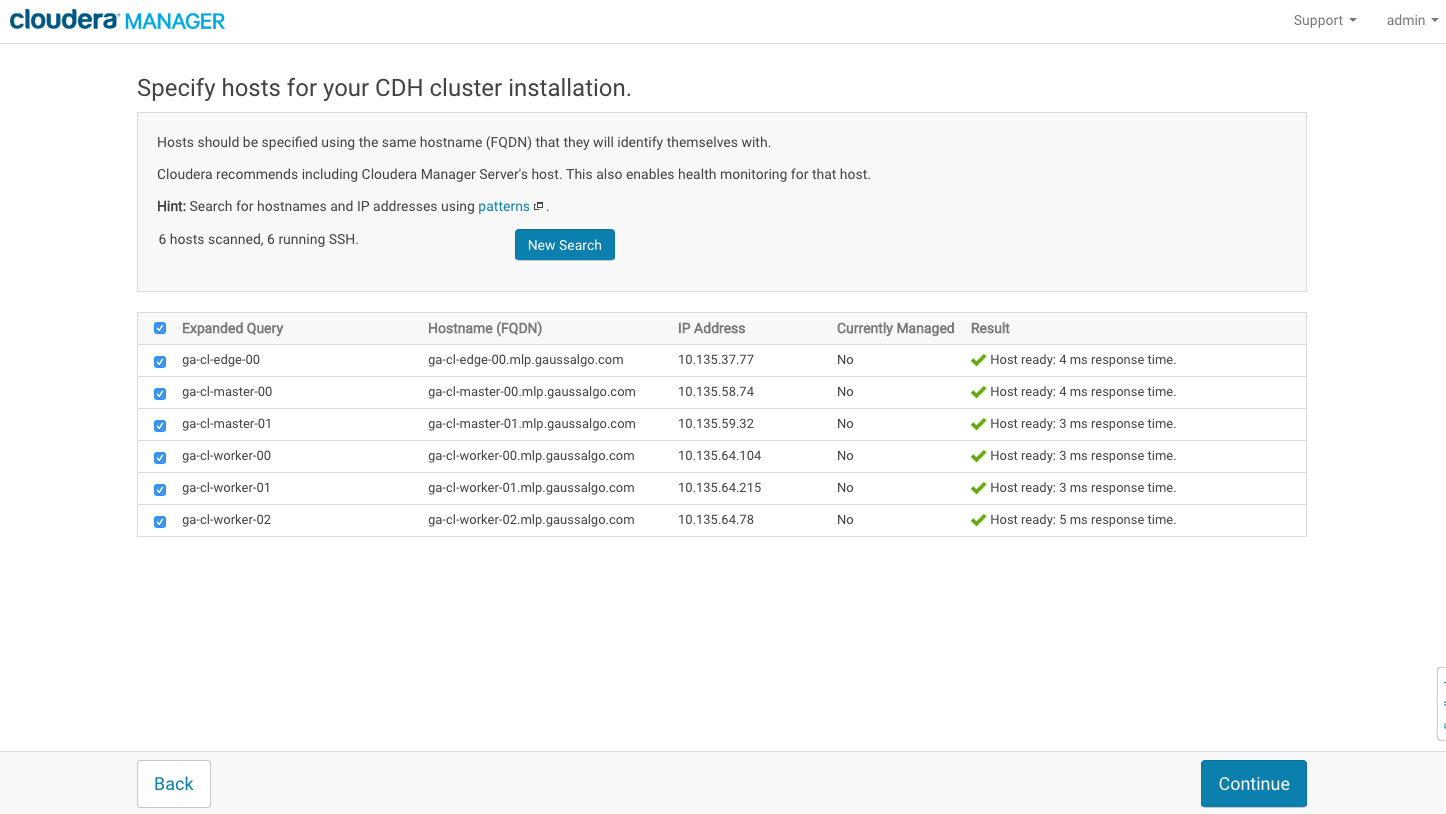 cloudera MANAGER Support admin
Specify hosts for your CDH cluster installation.
Hosts should be specified using the same hostname (FQDN) that they will identify themselves with.
Cloudera recommends including Cloudera Manager Server's host. This also enables health monitoring for that host.
Hint: Search for hostnames and IP addresses using patterns .
6 hosts scanned, 6 running SSH. New Search
Expanded Query Hostname (FQDN) IP Address Currently Managed Result
ga-cl-edge-00 ga-cl-edge-00.mlp.gaussalgo.com 10.135.37.77 No Host ready: 4 ms response time.
ga-cl-master-00 ga-cl-master-00.mlp.gaussalgo.com 10.135.58.74 No Host ready: 4 ms response time.
ga-cl-master-01 ga-cl-master-01.mlp.gaussalgo.com 10.135.59.32 No Host ready: 3 ms response time.
ga-cl-worker-00 ga-cl-worker-00.mlp.gaussalgo.com 10.135.64.104 No Host ready: 3 ms response time.
ga-cl-worker-01 ga-cl-worker-01.mlp.gaussalgo.com 10.135.64.215 No Host ready: 3 ms response time.
ga-cl-worker-02 ga-cl-worker-02.mlp.gaussalgo.com 10.135.64.78 No Host ready: 5 ms response time.
Back Continue